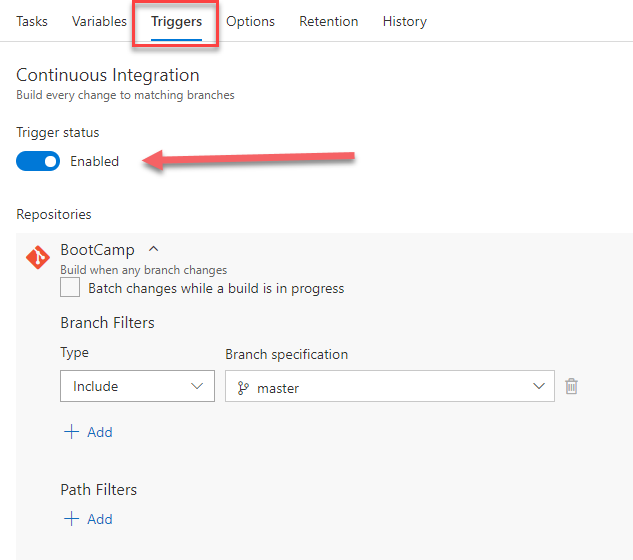 Tasks Variables Triggers Options Retention History
Continuous Integration
Build every change to matching branches
Trigger status
Enabled
Repositories
BootCamp
Build when any branch changes
Batch changes while a build is in progress
Branch Filters
Type Branch specification
Include master
Add
Path Filters
Add